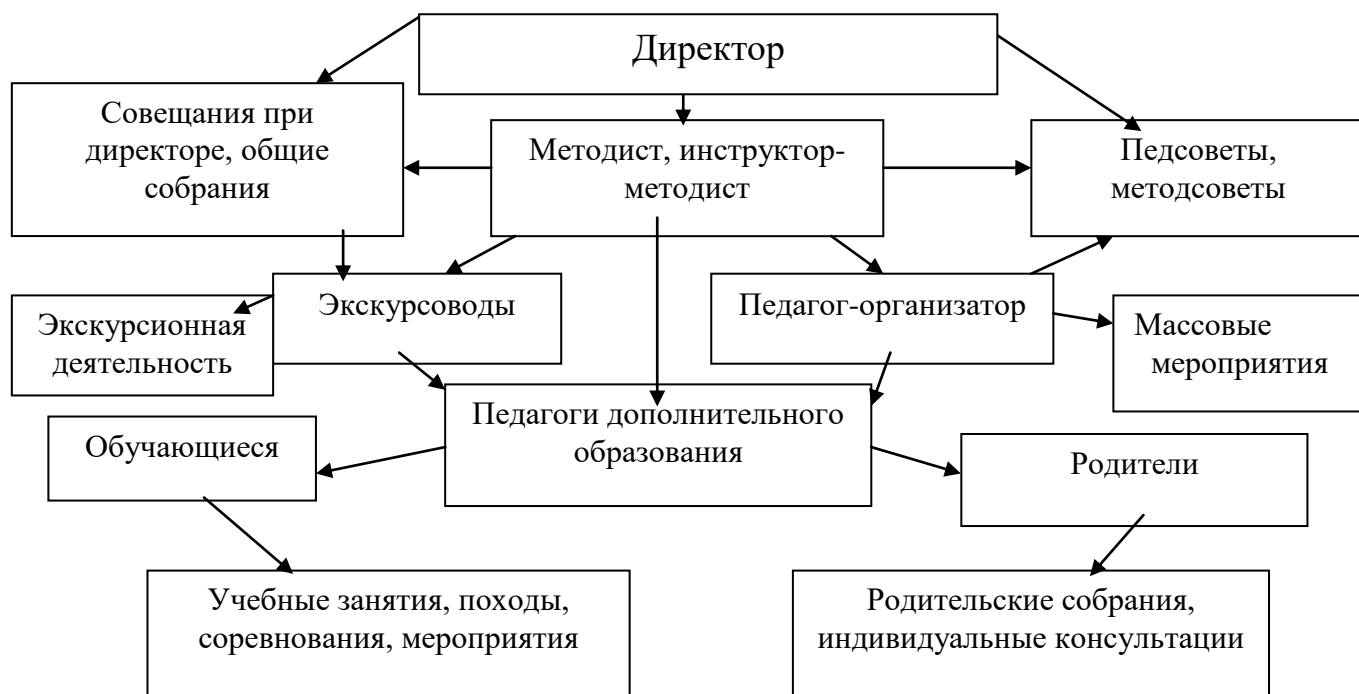 Директор
Совещания при
директоре, общие
собрания
Методист, инструктор-
методист
Педсоветы,
методсоветы
Экскурсоводы
Педагог-организатор
Экскурсионная
деятельность
Массовые
мероприятия
Педагоги дополнительного
образования
Обучающиеся
Родители
Учебные занятия, походы,
соревнования, мероприятия
Родительские собрания,
индивидуальные консультации